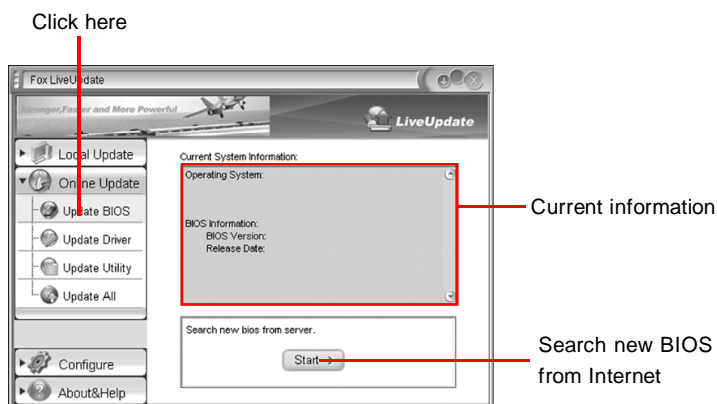 Click here
Fox LiveUpdate
Stronger,Faster and More Powerful
LiveUpdate
Local Update
Online Update
Update BIOS
Update Driver
Update Utility
Update All
Configure
About&Help
Current System Information:
Operating System:
BIOS Information:
BIOS Version:
Release Date:
Search new bios from server.
Start
Current information
Search new BIOS
from Internet